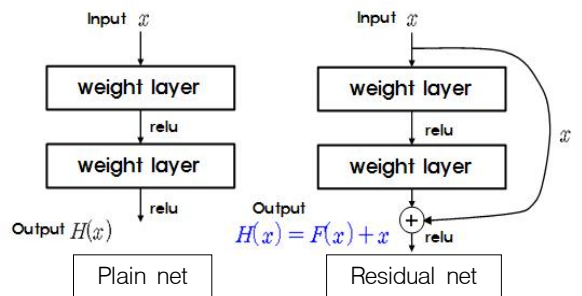 Input x
weight layer
relu
weight layer
relu
Output H(x)
Plain net
Input x
weight layer
relu
x
weight layer
Output
H(x) = F(x) + x
+
relu
Residual net